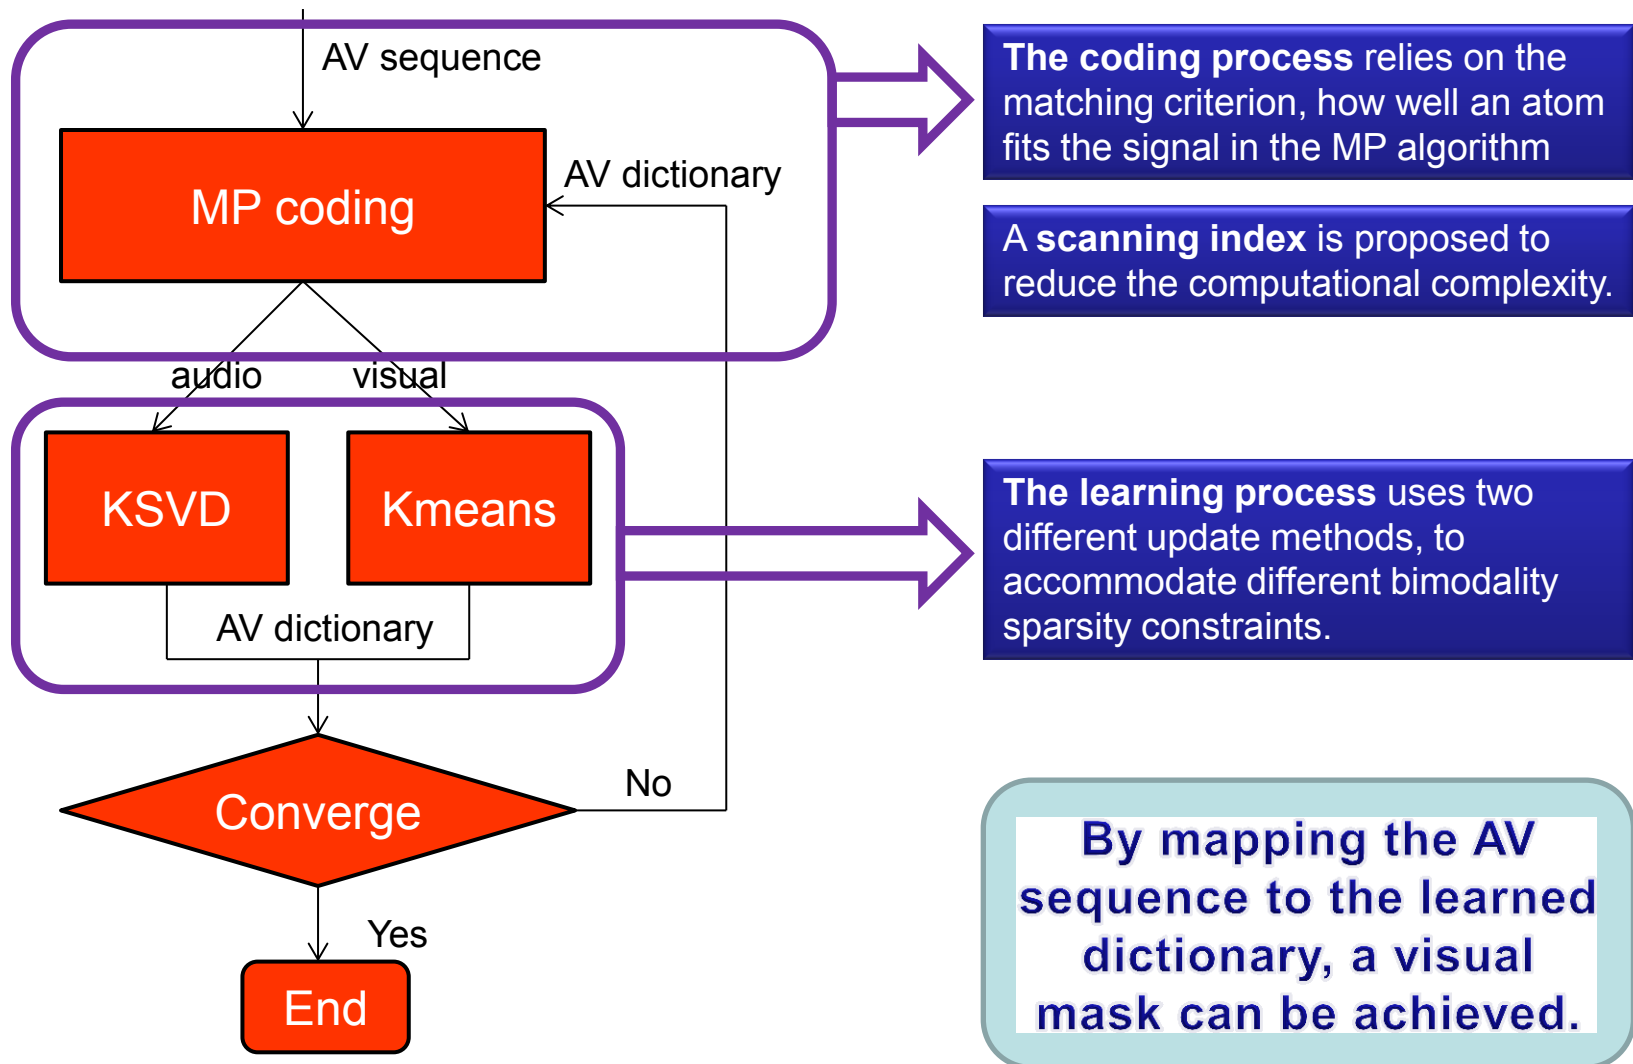 AV sequence
MP coding
AV dictionary
audio
visual
KSVD
Kmeans
AV dictionary
Converge
No
Yes
End
The coding process relies on the
matching criterion, how well an atom
fits the signal in the MP algorithm
A scanning index is proposed to
reduce the computational complexity.
The learning process uses two
different update methods, to
accommodate different bimodality
sparsity constraints.
By mapping the AV
sequence to the learned
dictionary, a visual
mask can be achieved.